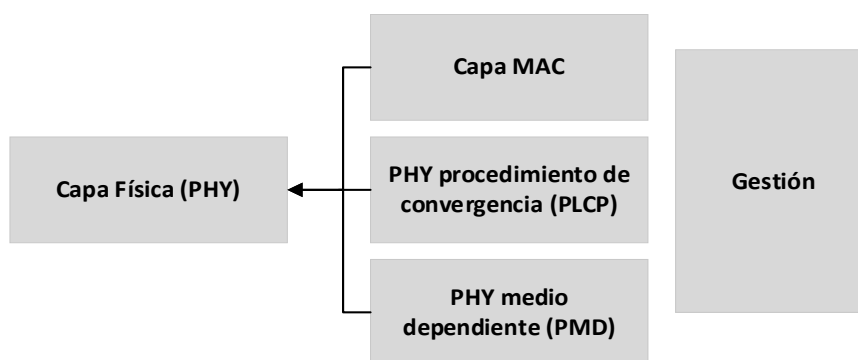 Capa MAC
Capa Física (PHY)
PHY procedimiento de
convergencia (PLCP)
Gestión
PHY medio
dependiente (PMD)